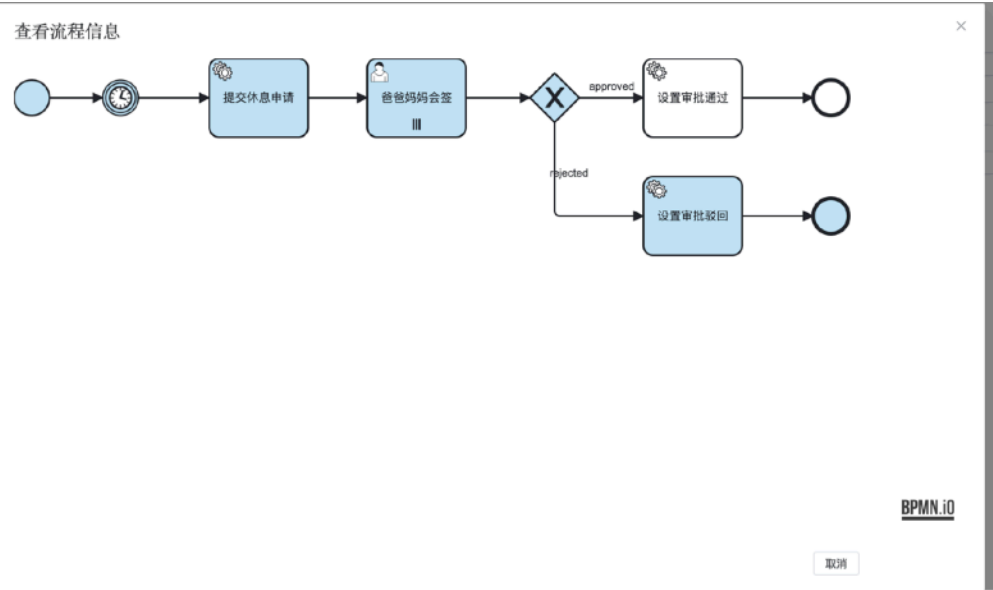 查看流程信息
提交休息申请
爸爸妈妈会签
approved
设置审批通过
rejected
设置审批驳回
BPMN.iO
取消